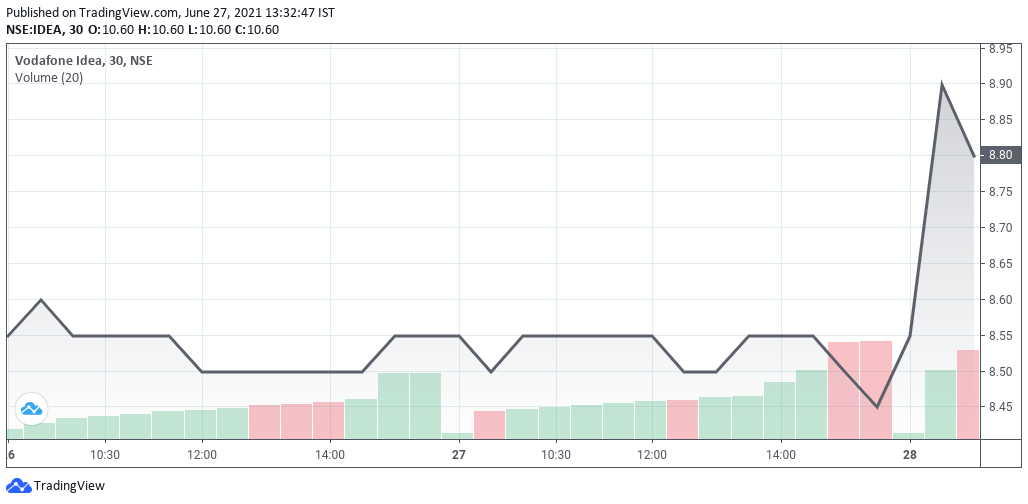 Published on TradingView.com, June 27, 2021 13:32:47 IST
NSE:IDEA, 30 O:10.60 H:10.60 L:10.60 C:10.60
Vodafone Idea, 30, NSE
Volume (20)
8.95
8.90
8.85
8.80
8.75
8.70
8.65
8.60
8.55
8.50
8.45
6 10:30 12:00 14:00 27 10:30 12:00 14:00 28
TradingView